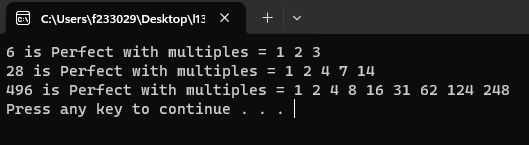 C:\Users\f233029\Desktop\l13
6 is Perfect with multiples = 1 2 3
28 is Perfect with multiples = 1 2 4 7 14
496 is Perfect with multiples = 1 2 4 8 16 31 62 124 248
Press any key to continue . . .